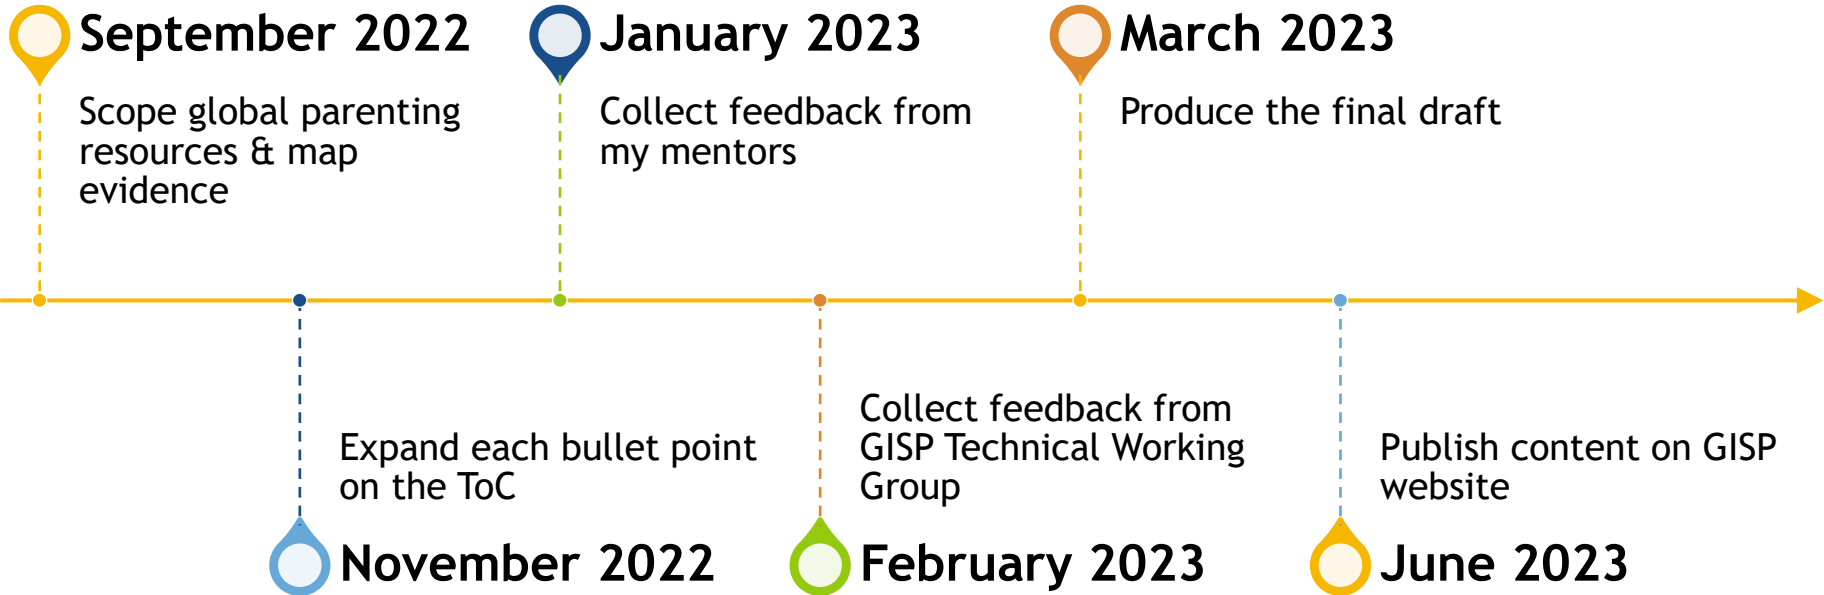 September 2022
Scope global parenting
resources & map
evidence
November 2022
Expand each bullet point
on the ToC
January 2023
Collect feedback from
my mentors
February 2023
Collect feedback from
GISP Technical Working
Group
March 2023
Produce the final draft
June 2023
Publish content on GISP
website